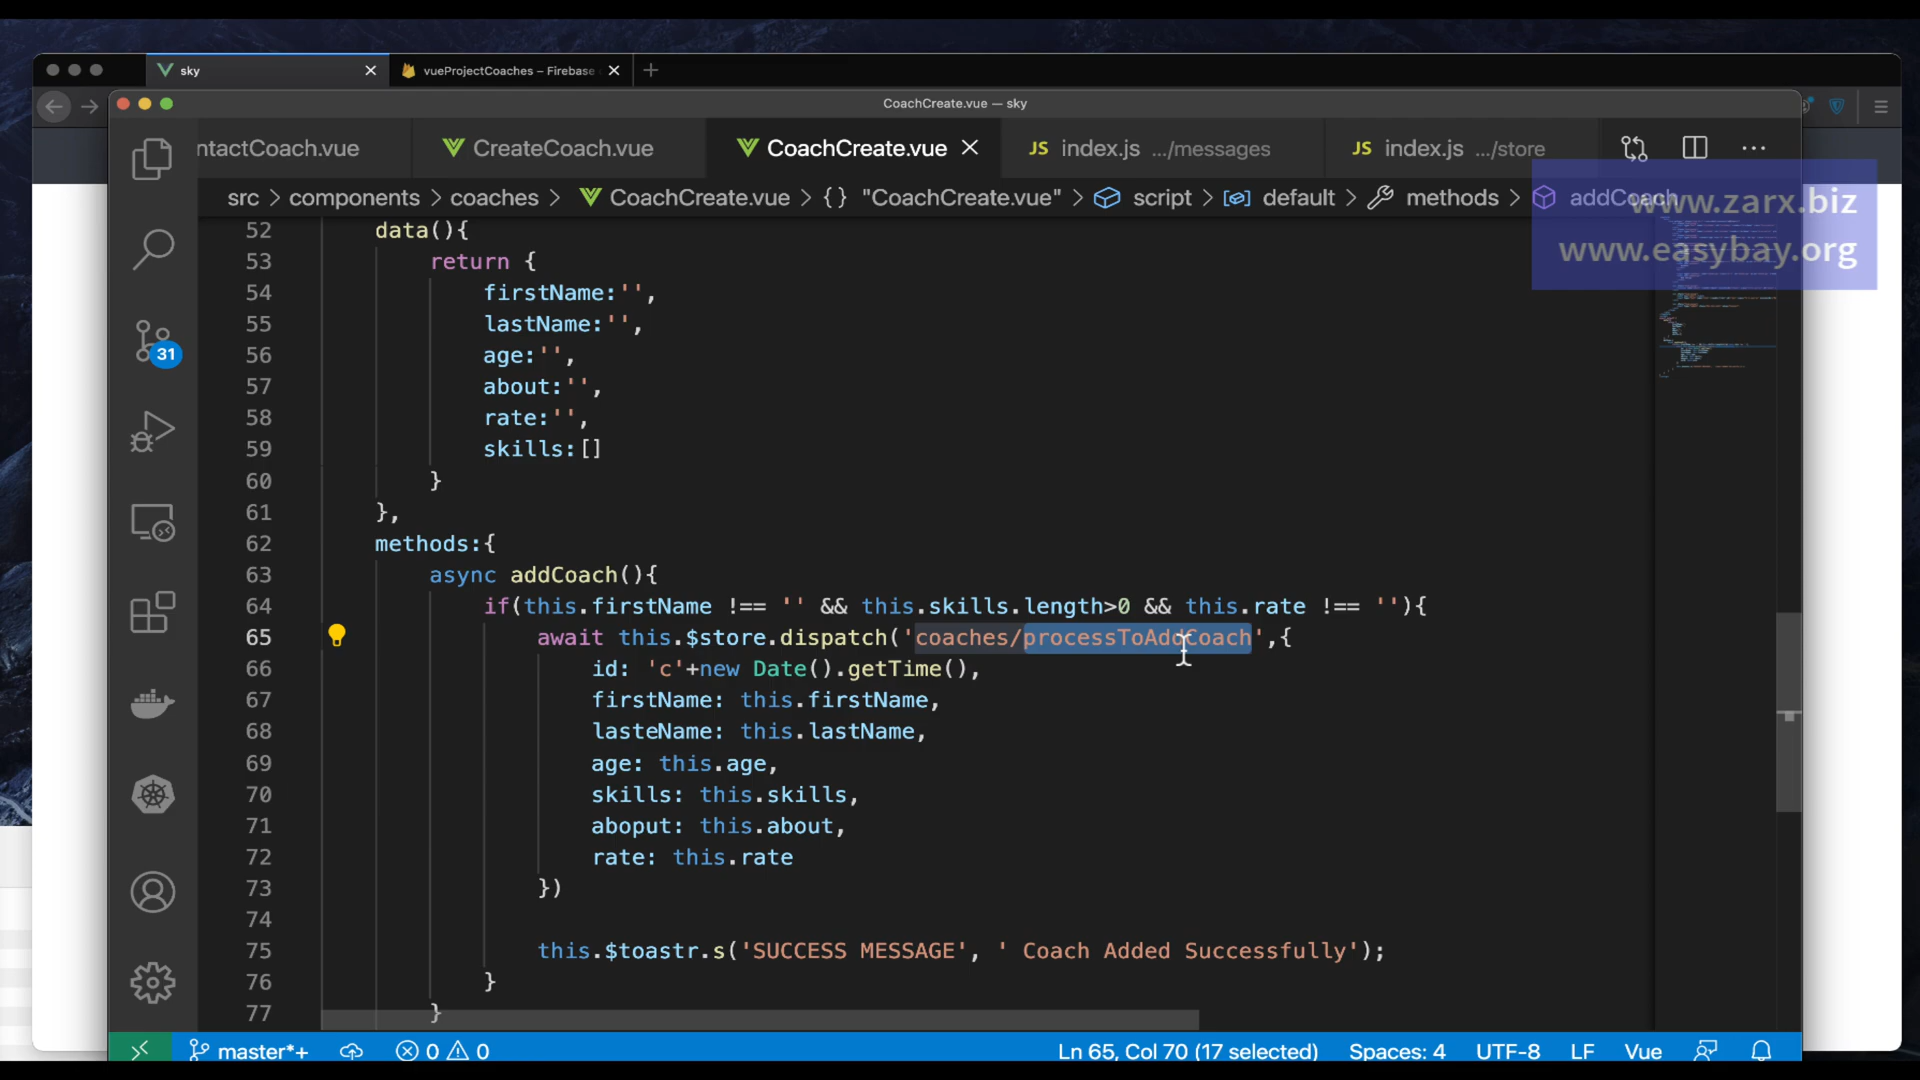 sky
vueProjectCoaches – Firebase
CoachCreate.vue — sky
ntactCoach.vue
CreateCoach.vue
CoachCreate.vue
JS index.js .../messages
JS index.js .../store
src > components > coaches > CoachCreate.vue > {} "CoachCreate.vue" > script > default > methods > addCoach
www.zarx.biz
www.easybay.org
52 data(){
53 return {
54 firstName:'',
55 lastName:'',
56 age:'',
57 about:'',
58 rate:'',
59 skills:[]
60 }
61 },
62 methods:{
63 async addCoach(){
64 if(this.firstName !== '' && this.skills.length>0 && this.rate !== ''){
65 await this.$store.dispatch('coaches/processToAddCoach',{
66 id: 'c'+new Date().getTime(),
67 firstName: this.firstName,
68 lasteName: this.lastName,
69 age: this.age,
70 skills: this.skills,
71 aboput: this.about,
72 rate: this.rate
73 })
74
75 this.$toastr.s('SUCCESS MESSAGE', ' Coach Added Successfully');
76 }
77 }
31
master*+
0
0
Ln 65, Col 70 (17 selected)
Spaces: 4
UTF-8
LF
Vue